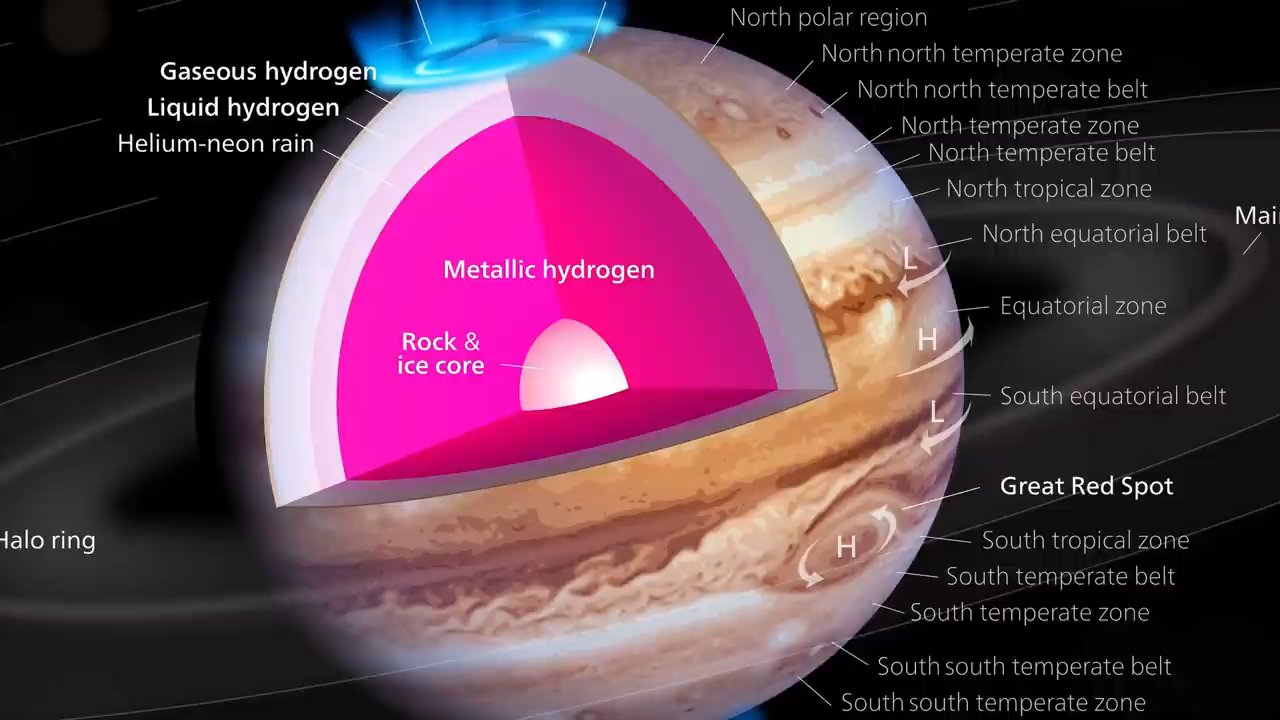 North polar region
North north temperate zone
Gaseous hydrogen
North north temperate belt
Liquid hydrogen
North temperate zone
Helium-neon rain
North temperate belt
North tropical zone
North equatorial belt
L
Metallic hydrogen
Equatorial zone
H
Rock &
ice core
South equatorial belt
L
Great Red Spot
Halo ring
H
South tropical zone
South temperate belt
South temperate zone
South south temperate belt
South south temperate zone